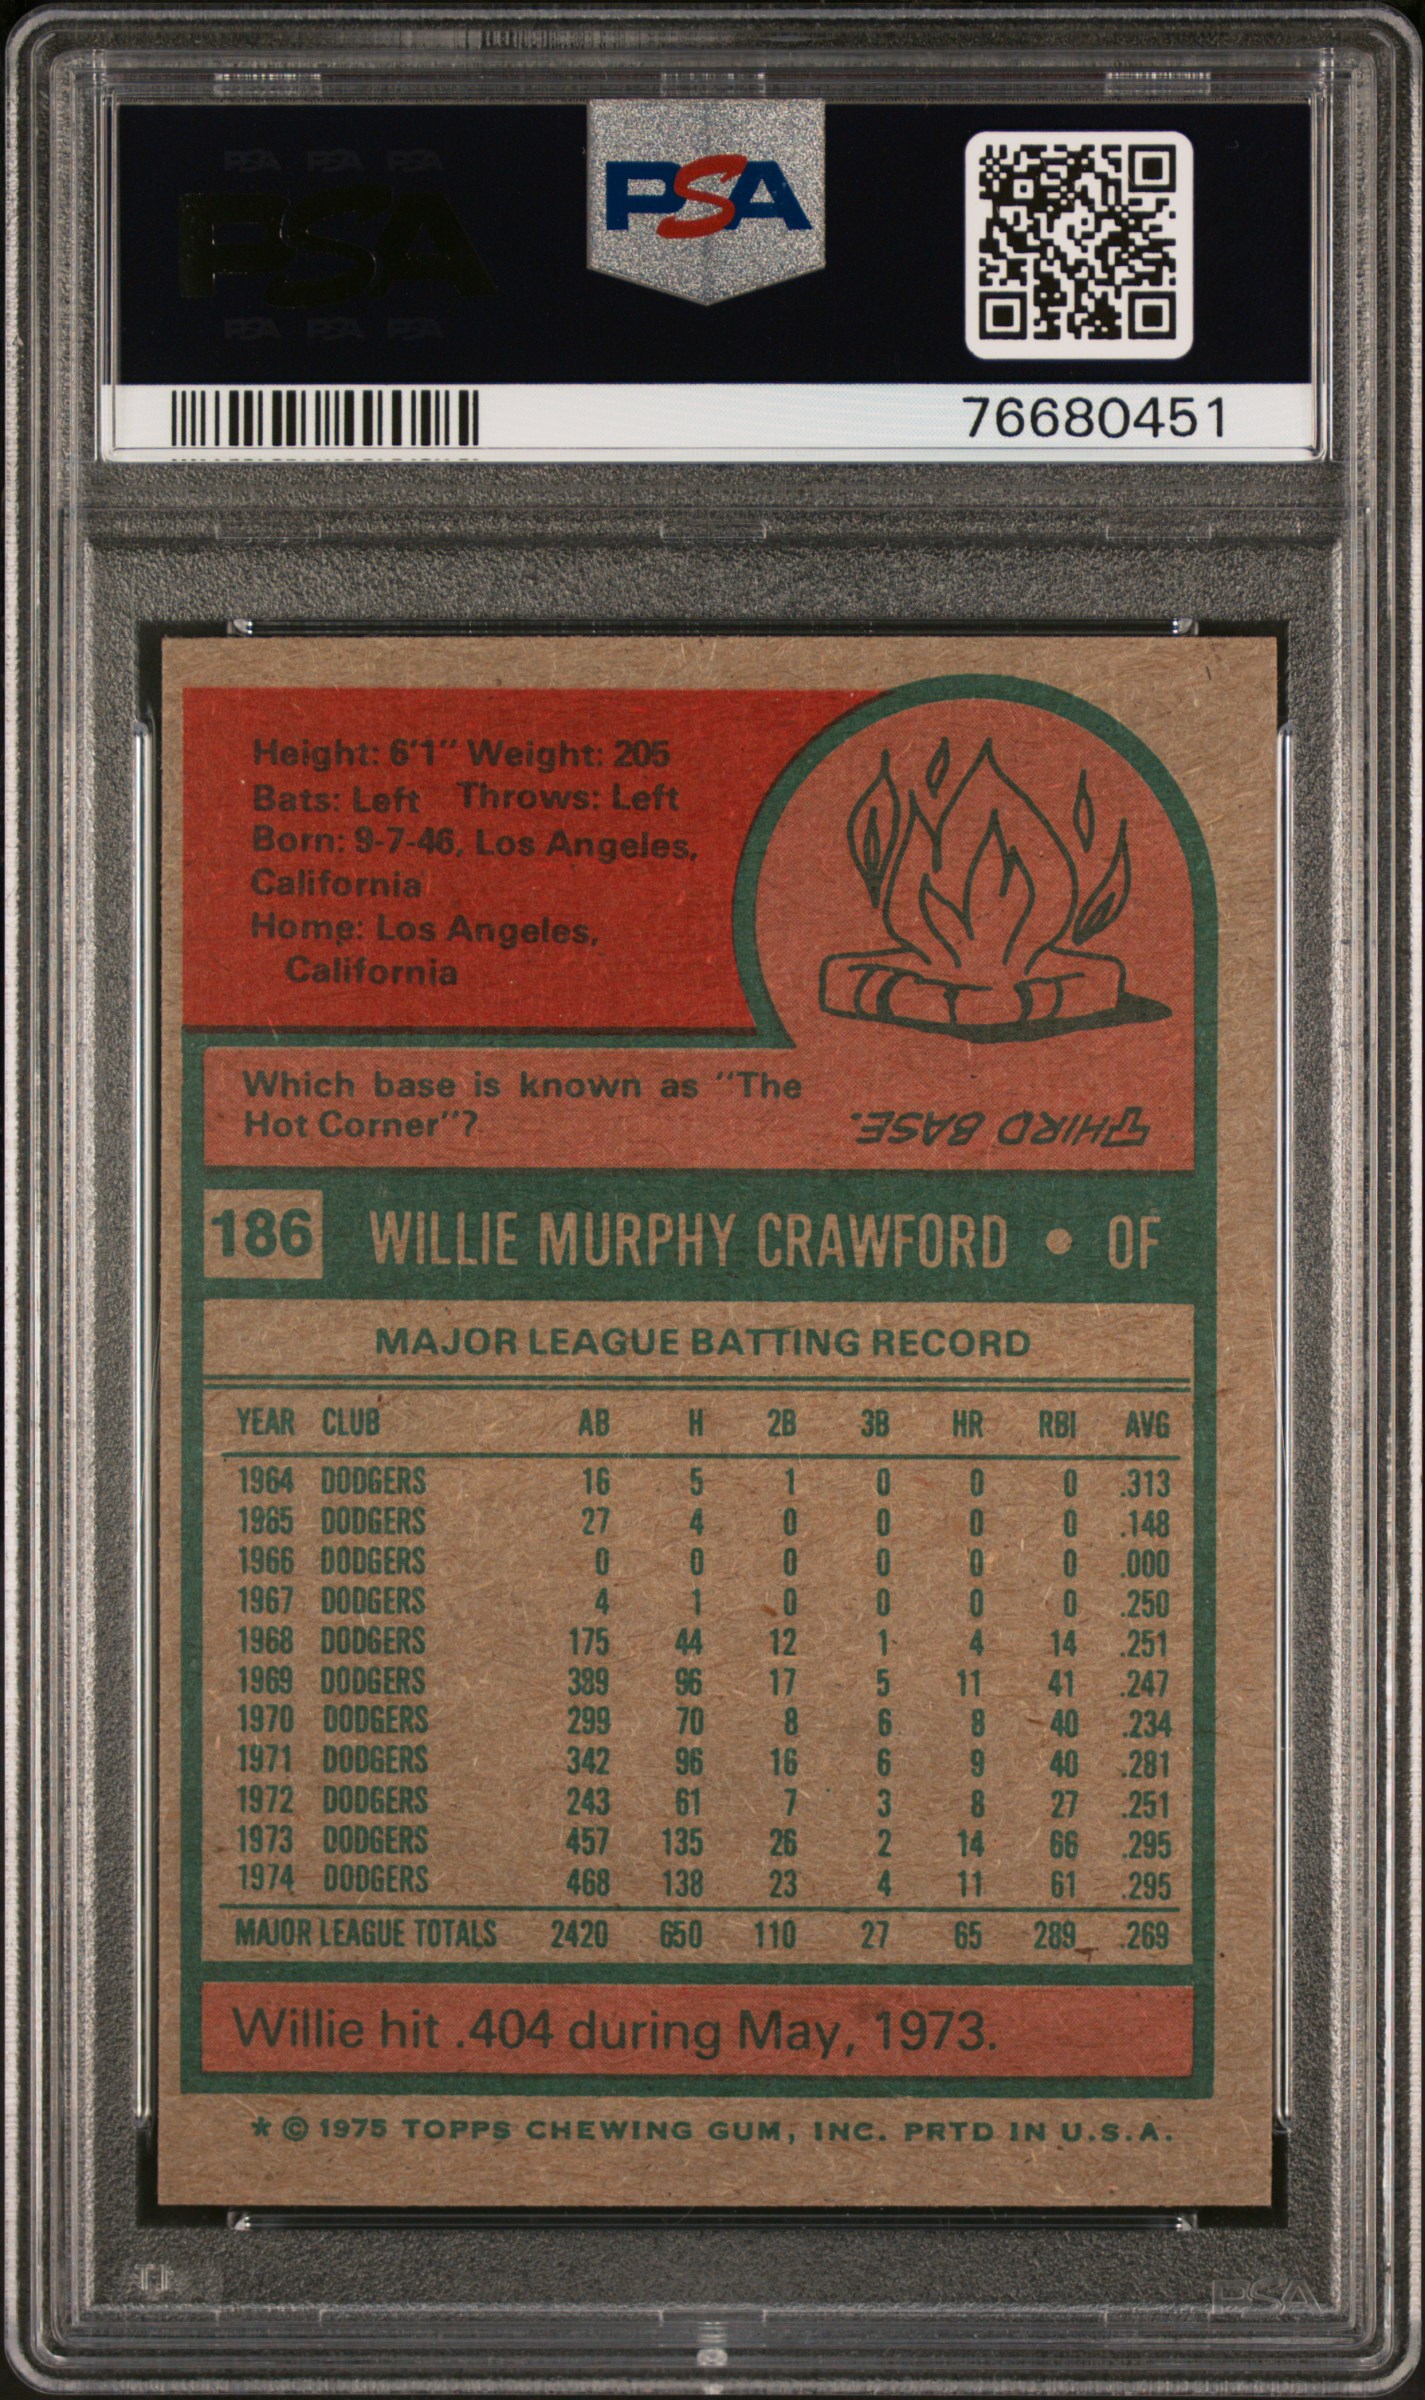 PSA PSA PSA
PSA
PSA PSA PSA
PSA
76680451
Height: 6'1" Weight: 205
Bats: Left Throws: Left
Born: 9-7-46, Los Angeles,
California
Home: Los Angeles,
California
Which base is known as "The
Hot Corner"?
THIRD BASE.
186 WILLIE MURPHY CRAWFORD • OF
MAJOR LEAGUE BATTING RECORD
YEAR CLUB AB H 2B 3B HR RBI AVG
1964 DODGERS 16 5 1 0 0 0 .313
1965 DODGERS 27 4 0 0 0 0 .148
1966 DODGERS 0 0 0 0 0 0 .000
1967 DODGERS 4 1 0 0 0 0 .250
1968 DODGERS 175 44 12 1 4 14 .251
1969 DODGERS 389 96 17 5 11 41 .247
1970 DODGERS 299 70 8 6 8 40 .234
1971 DODGERS 342 96 16 6 9 40 .281
1972 DODGERS 243 61 7 3 8 27 .251
1973 DODGERS 457 135 26 2 14 66 .295
1974 DODGERS 468 138 23 4 11 61 .295
MAJOR LEAGUE TOTALS 2420 650 110 27 65 289 .269
Willie hit .404 during May, 1973.
* © 1975 TOPPS CHEWING GUM, INC. PRTD IN U.S.A.
PSA